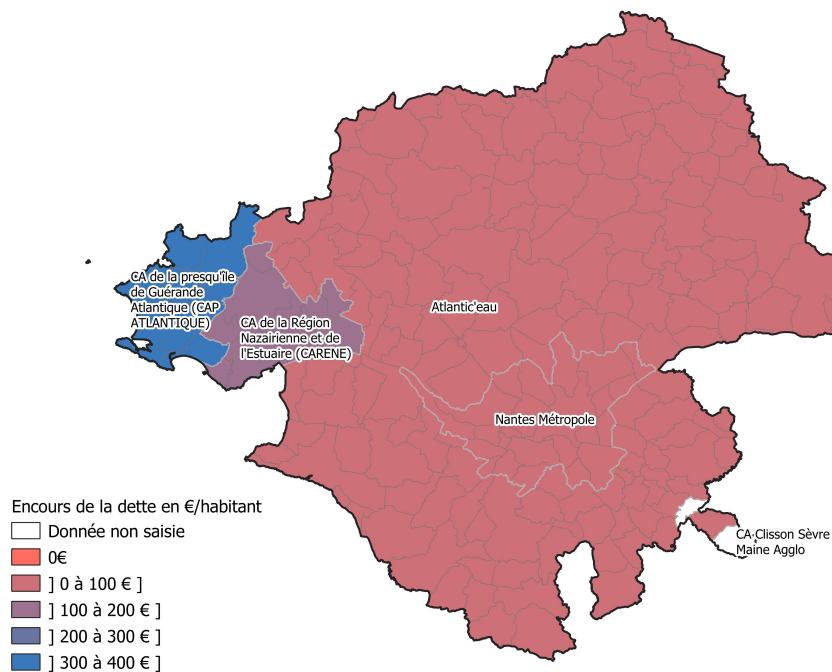 CA de la presqu'île
de Guérande
Atlantique (CAP
ATLANTIQUE)
CA de la Région
Nazairienne et de
l'Estuaire (CARENE)
Atlantic'eau
Nantes Métropole
CA Clisson Sèvre
Maine Agglo
Encours de la dette en €/habitant
Donnée non saisie
0€
] 0 à 100 € ]
] 100 à 200 € ]
] 200 à 300 € ]
] 300 à 400 € ]